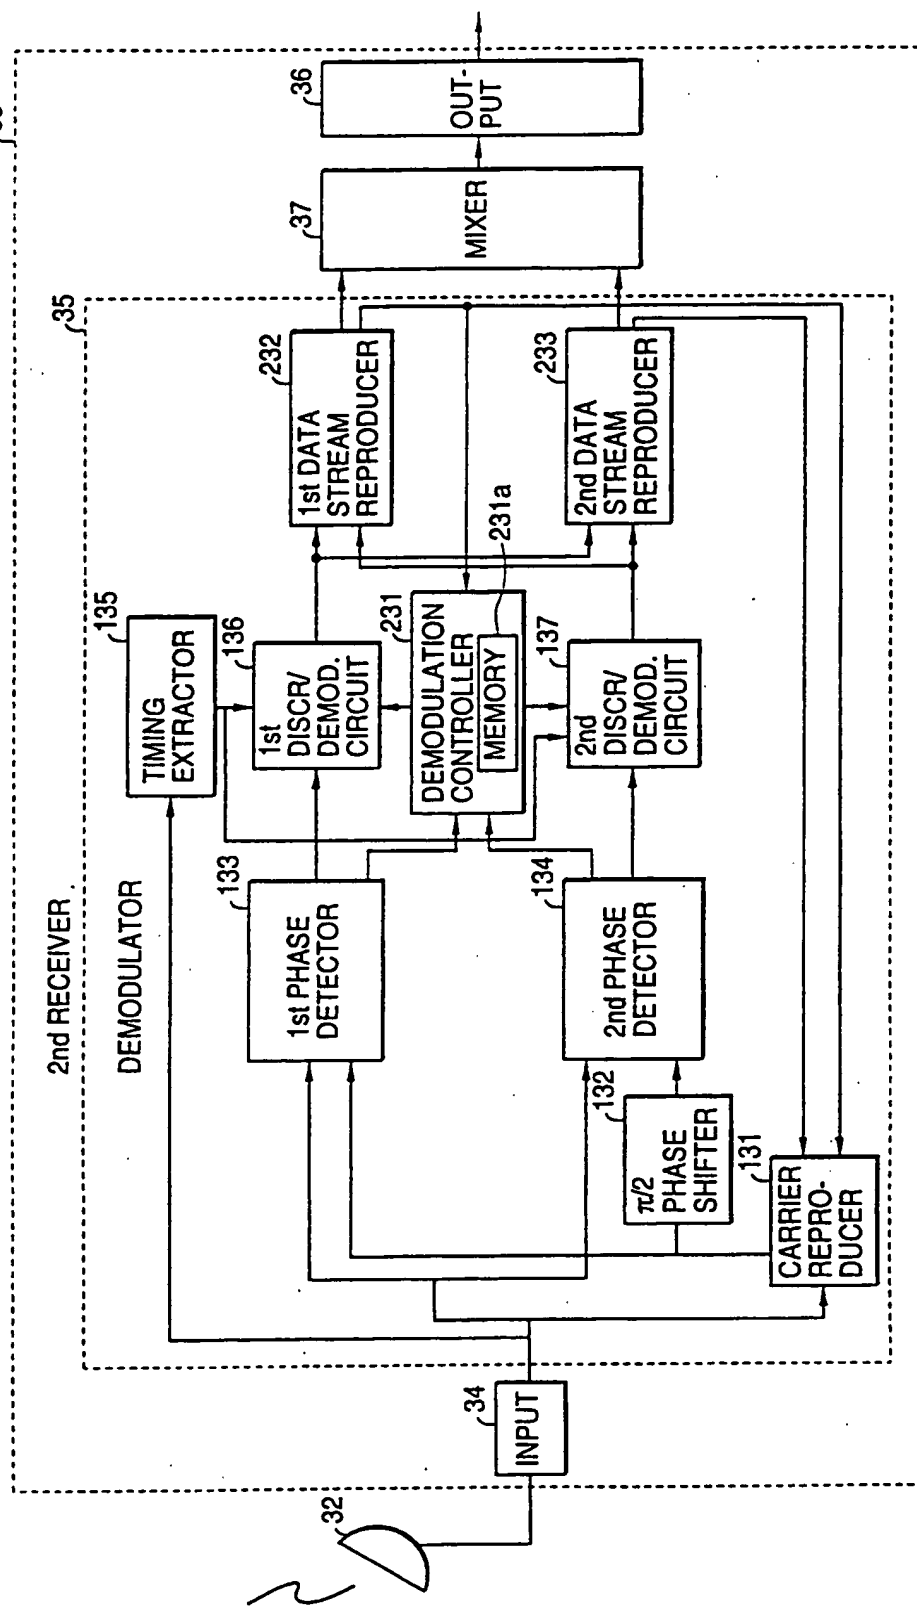 2nd RECEIVER
DEMODULATOR
35
32
34
INPUT
135
TIMING
EXTRACTOR
133
1st PHASE
DETECTOR
136
1st
DISCR/
DEMOD.
CIRCUIT
232
1st DATA
STREAM
REPRODUCER
231
DEMODULATION
CONTROLLER
MEMORY
231a
134
2nd PHASE
DETECTOR
137
2nd
DISCR/
DEMOD.
CIRCUIT
233
2nd DATA
STREAM
REPRODUCER
132
π/2
PHASE
SHIFTER
131
CARRIER
REPRO-
DUCER
37
MIXER
36
OUT-
PUT